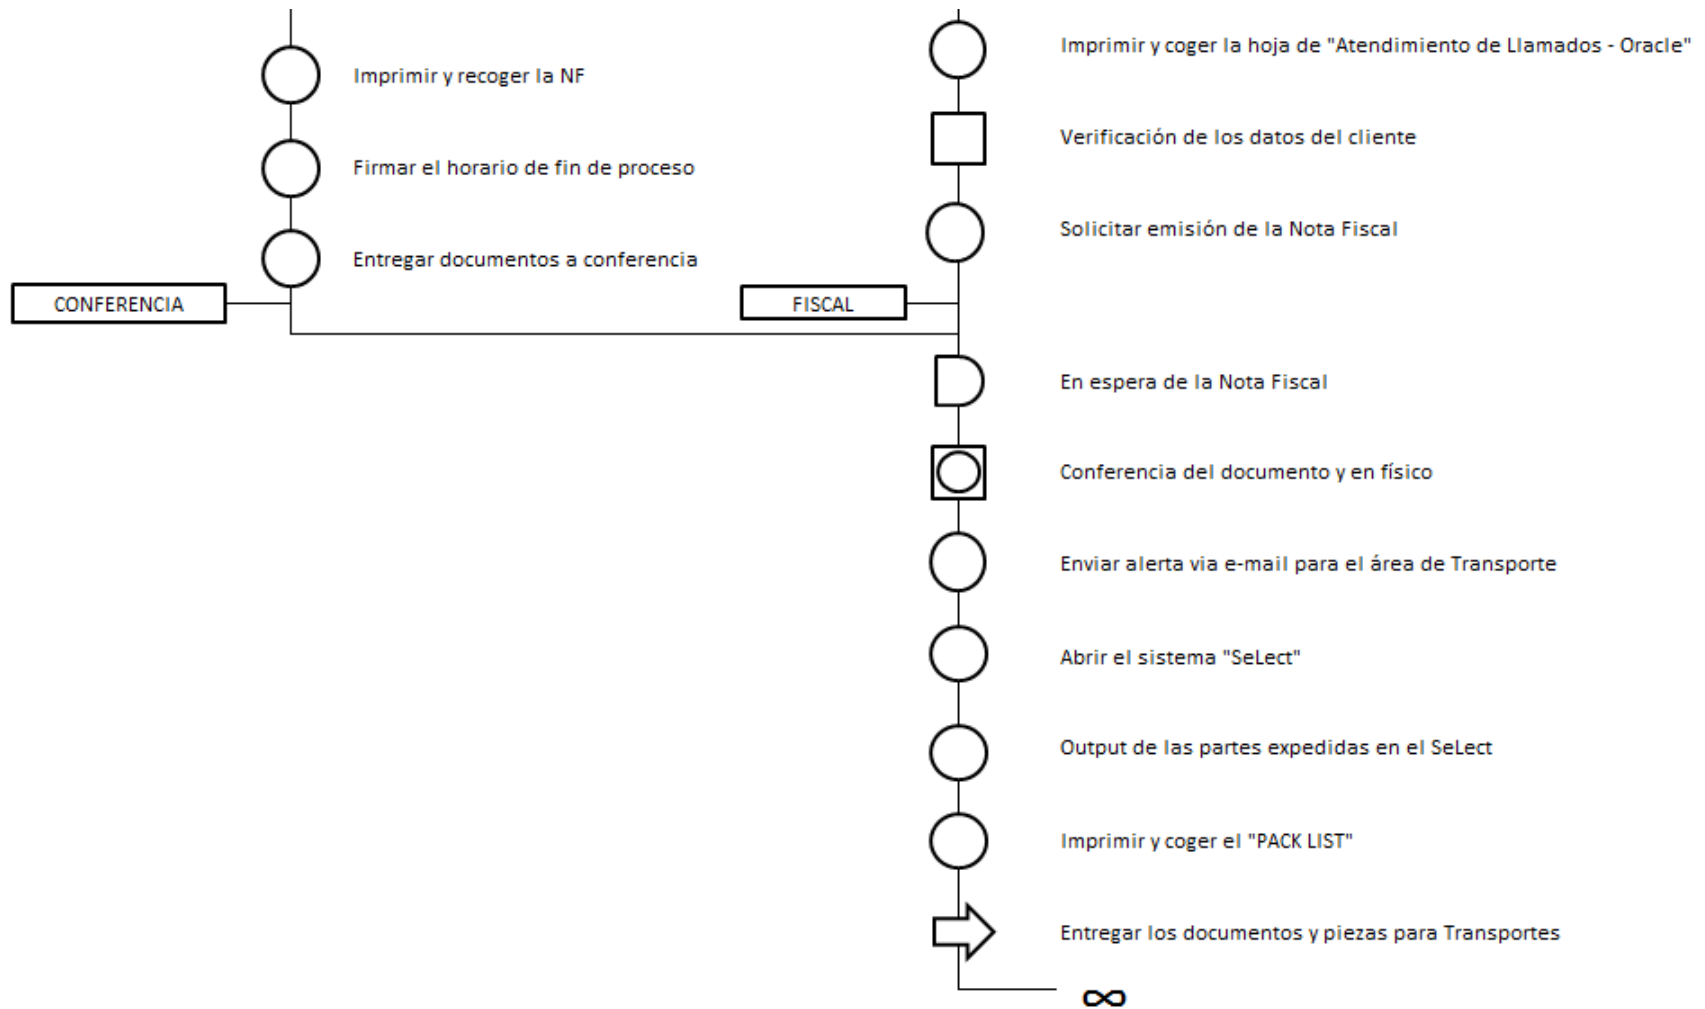 Imprimir y coger la hoja de "Atendimiento de Llamados - Oracle"
Imprimir y recoger la NF
Verificación de los datos del cliente
Firmar el horario de fin de proceso
Solicitar emisión de la Nota Fiscal
Entregar documentos a conferencia
CONFERENCIA
FISCAL
En espera de la Nota Fiscal
Conferencia del documento y en físico
Enviar alerta via e-mail para el área de Transporte
Abrir el sistema "SeLect"
Output de las partes expedidas en el SeLect
Imprimir y coger el "PACK LIST"
Entregar los documentos y piezas para Transportes
∞